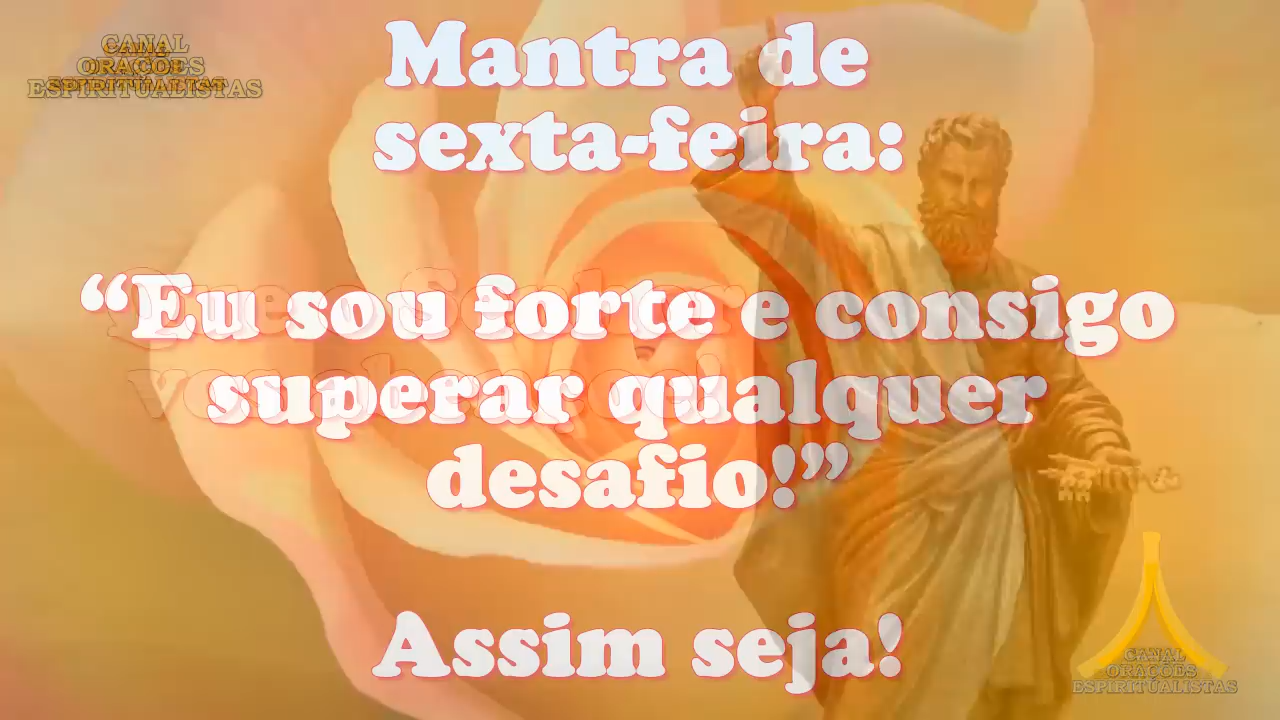 CANAL
ORAÇÕES
ESPIRITUALISTAS
Mantra de
sexta-feira:
“Eu sou forte e consigo
superar qualquer
desafio!”
Assim seja!
CANAL
ORAÇÕES
ESPIRITUALISTAS